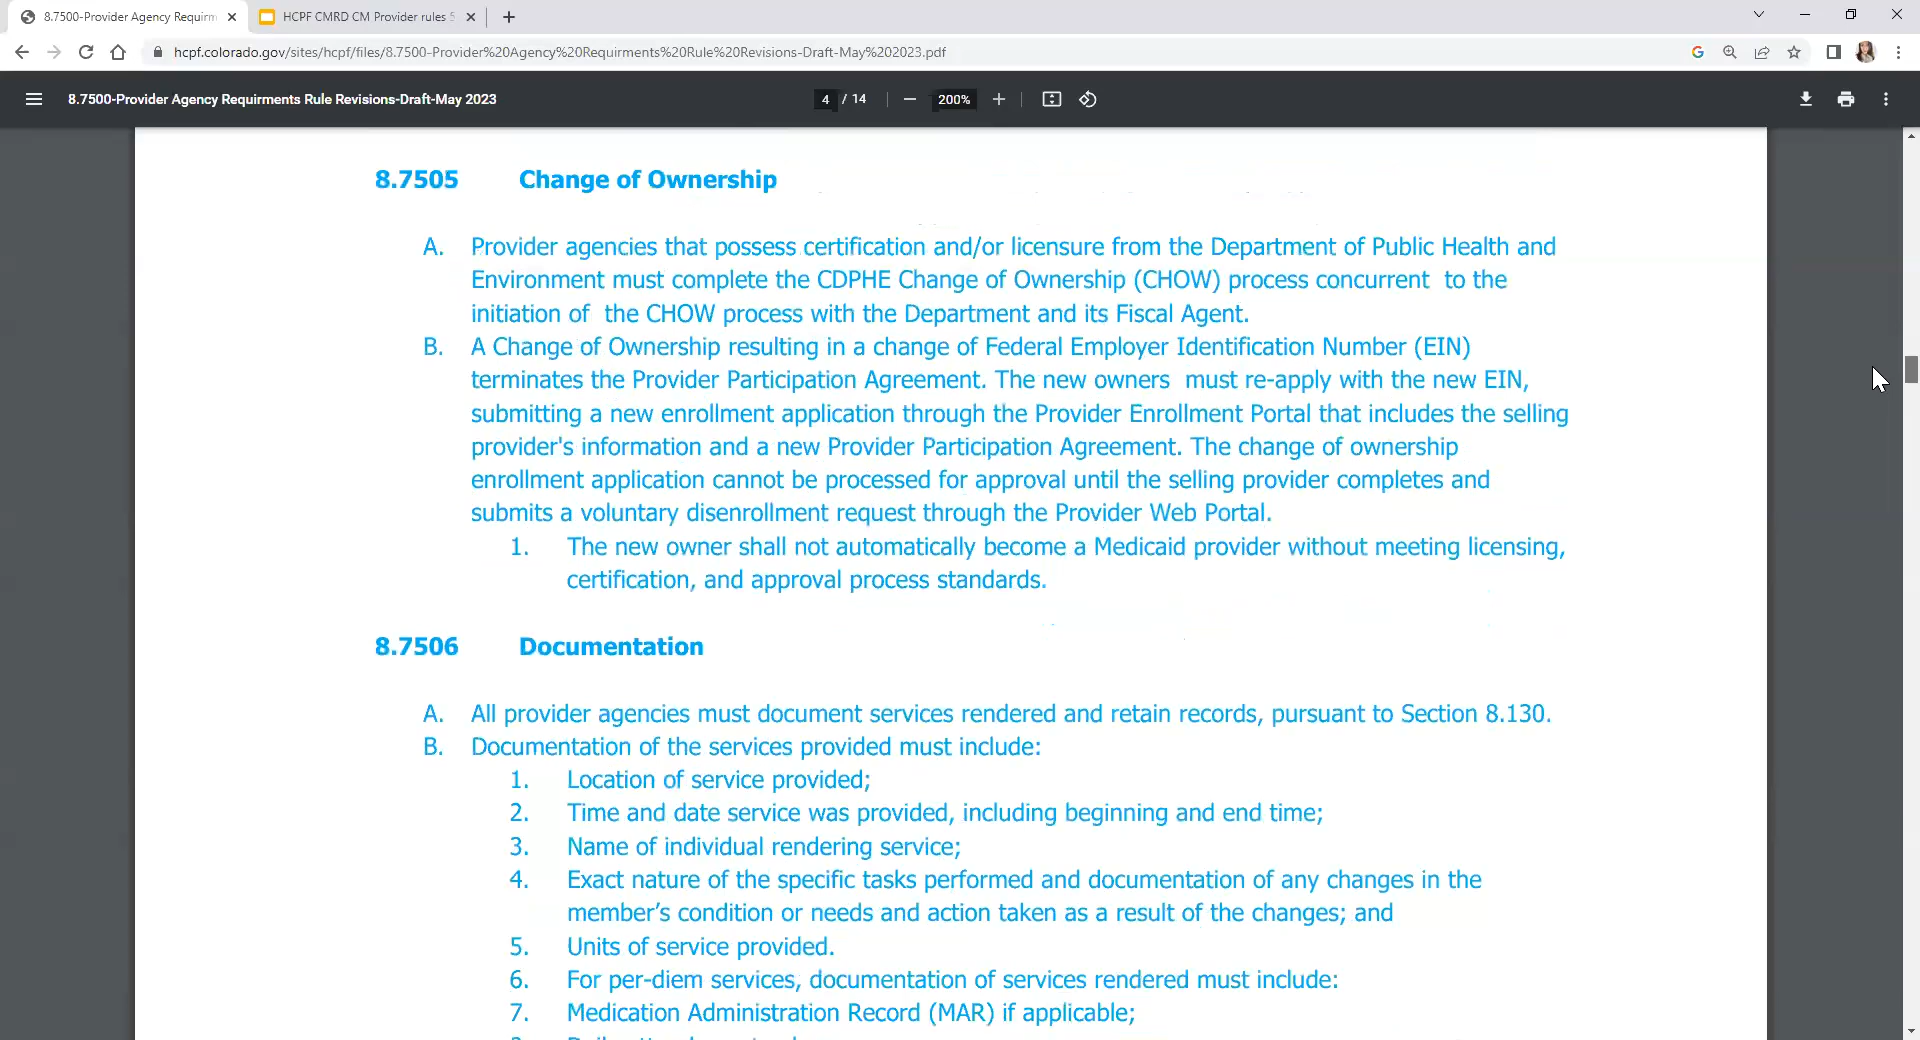 8.7500-Provider Agency Requirm
HCPF CMRD CM Provider rules 5
hcpf.colorado.gov/sites/hcpf/files/8.7500-Provider%20Agency%20Requirments%20Rule%20Revisions-Draft-May%202023.pdf
8.7500-Provider Agency Requirments Rule Revisions-Draft-May 2023
4 / 14
200%
8.7505 Change of Ownership
A. Provider agencies that possess certification and/or licensure from the Department of Public Health and
Environment must complete the CDPHE Change of Ownership (CHOW) process concurrent to the
initiation of the CHOW process with the Department and its Fiscal Agent.
B. A Change of Ownership resulting in a change of Federal Employer Identification Number (EIN)
terminates the Provider Participation Agreement. The new owners must re-apply with the new EIN,
submitting a new enrollment application through the Provider Enrollment Portal that includes the selling
provider's information and a new Provider Participation Agreement. The change of ownership
enrollment application cannot be processed for approval until the selling provider completes and
submits a voluntary disenrollment request through the Provider Web Portal.
1. The new owner shall not automatically become a Medicaid provider without meeting licensing,
certification, and approval process standards.
8.7506 Documentation
A. All provider agencies must document services rendered and retain records, pursuant to Section 8.130.
B. Documentation of the services provided must include:
1. Location of service provided;
2. Time and date service was provided, including beginning and end time;
3. Name of individual rendering service;
4. Exact nature of the specific tasks performed and documentation of any changes in the
member’s condition or needs and action taken as a result of the changes; and
5. Units of service provided.
6. For per-diem services, documentation of services rendered must include:
7. Medication Administration Record (MAR) if applicable;